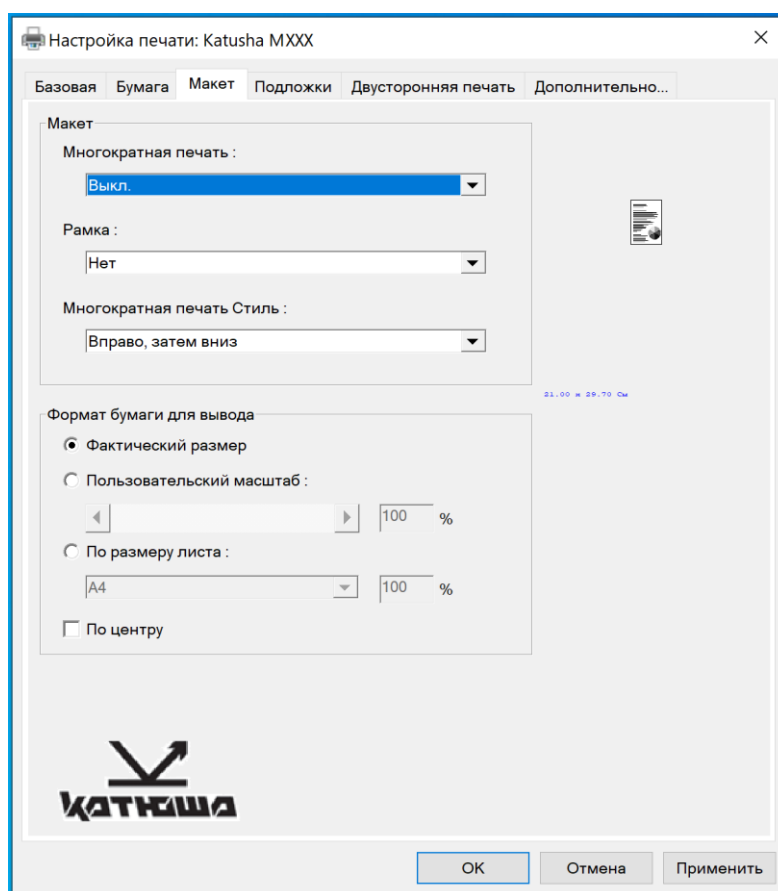 Настройка печати: Katusha MXXX
Базовая Бумага Макет Подложки Двусторонняя печать Дополнительно...
Макет
Многократная печать :
Выкл.
Рамка :
Нет
Многократная печать Стиль :
Вправо, затем вниз
21.00 x 29.70 См
Формат бумаги для вывода
Фактический размер
Пользовательский масштаб :
100 %
По размеру листа :
A4 100 %
По центру
катюша
OK Отмена Применить